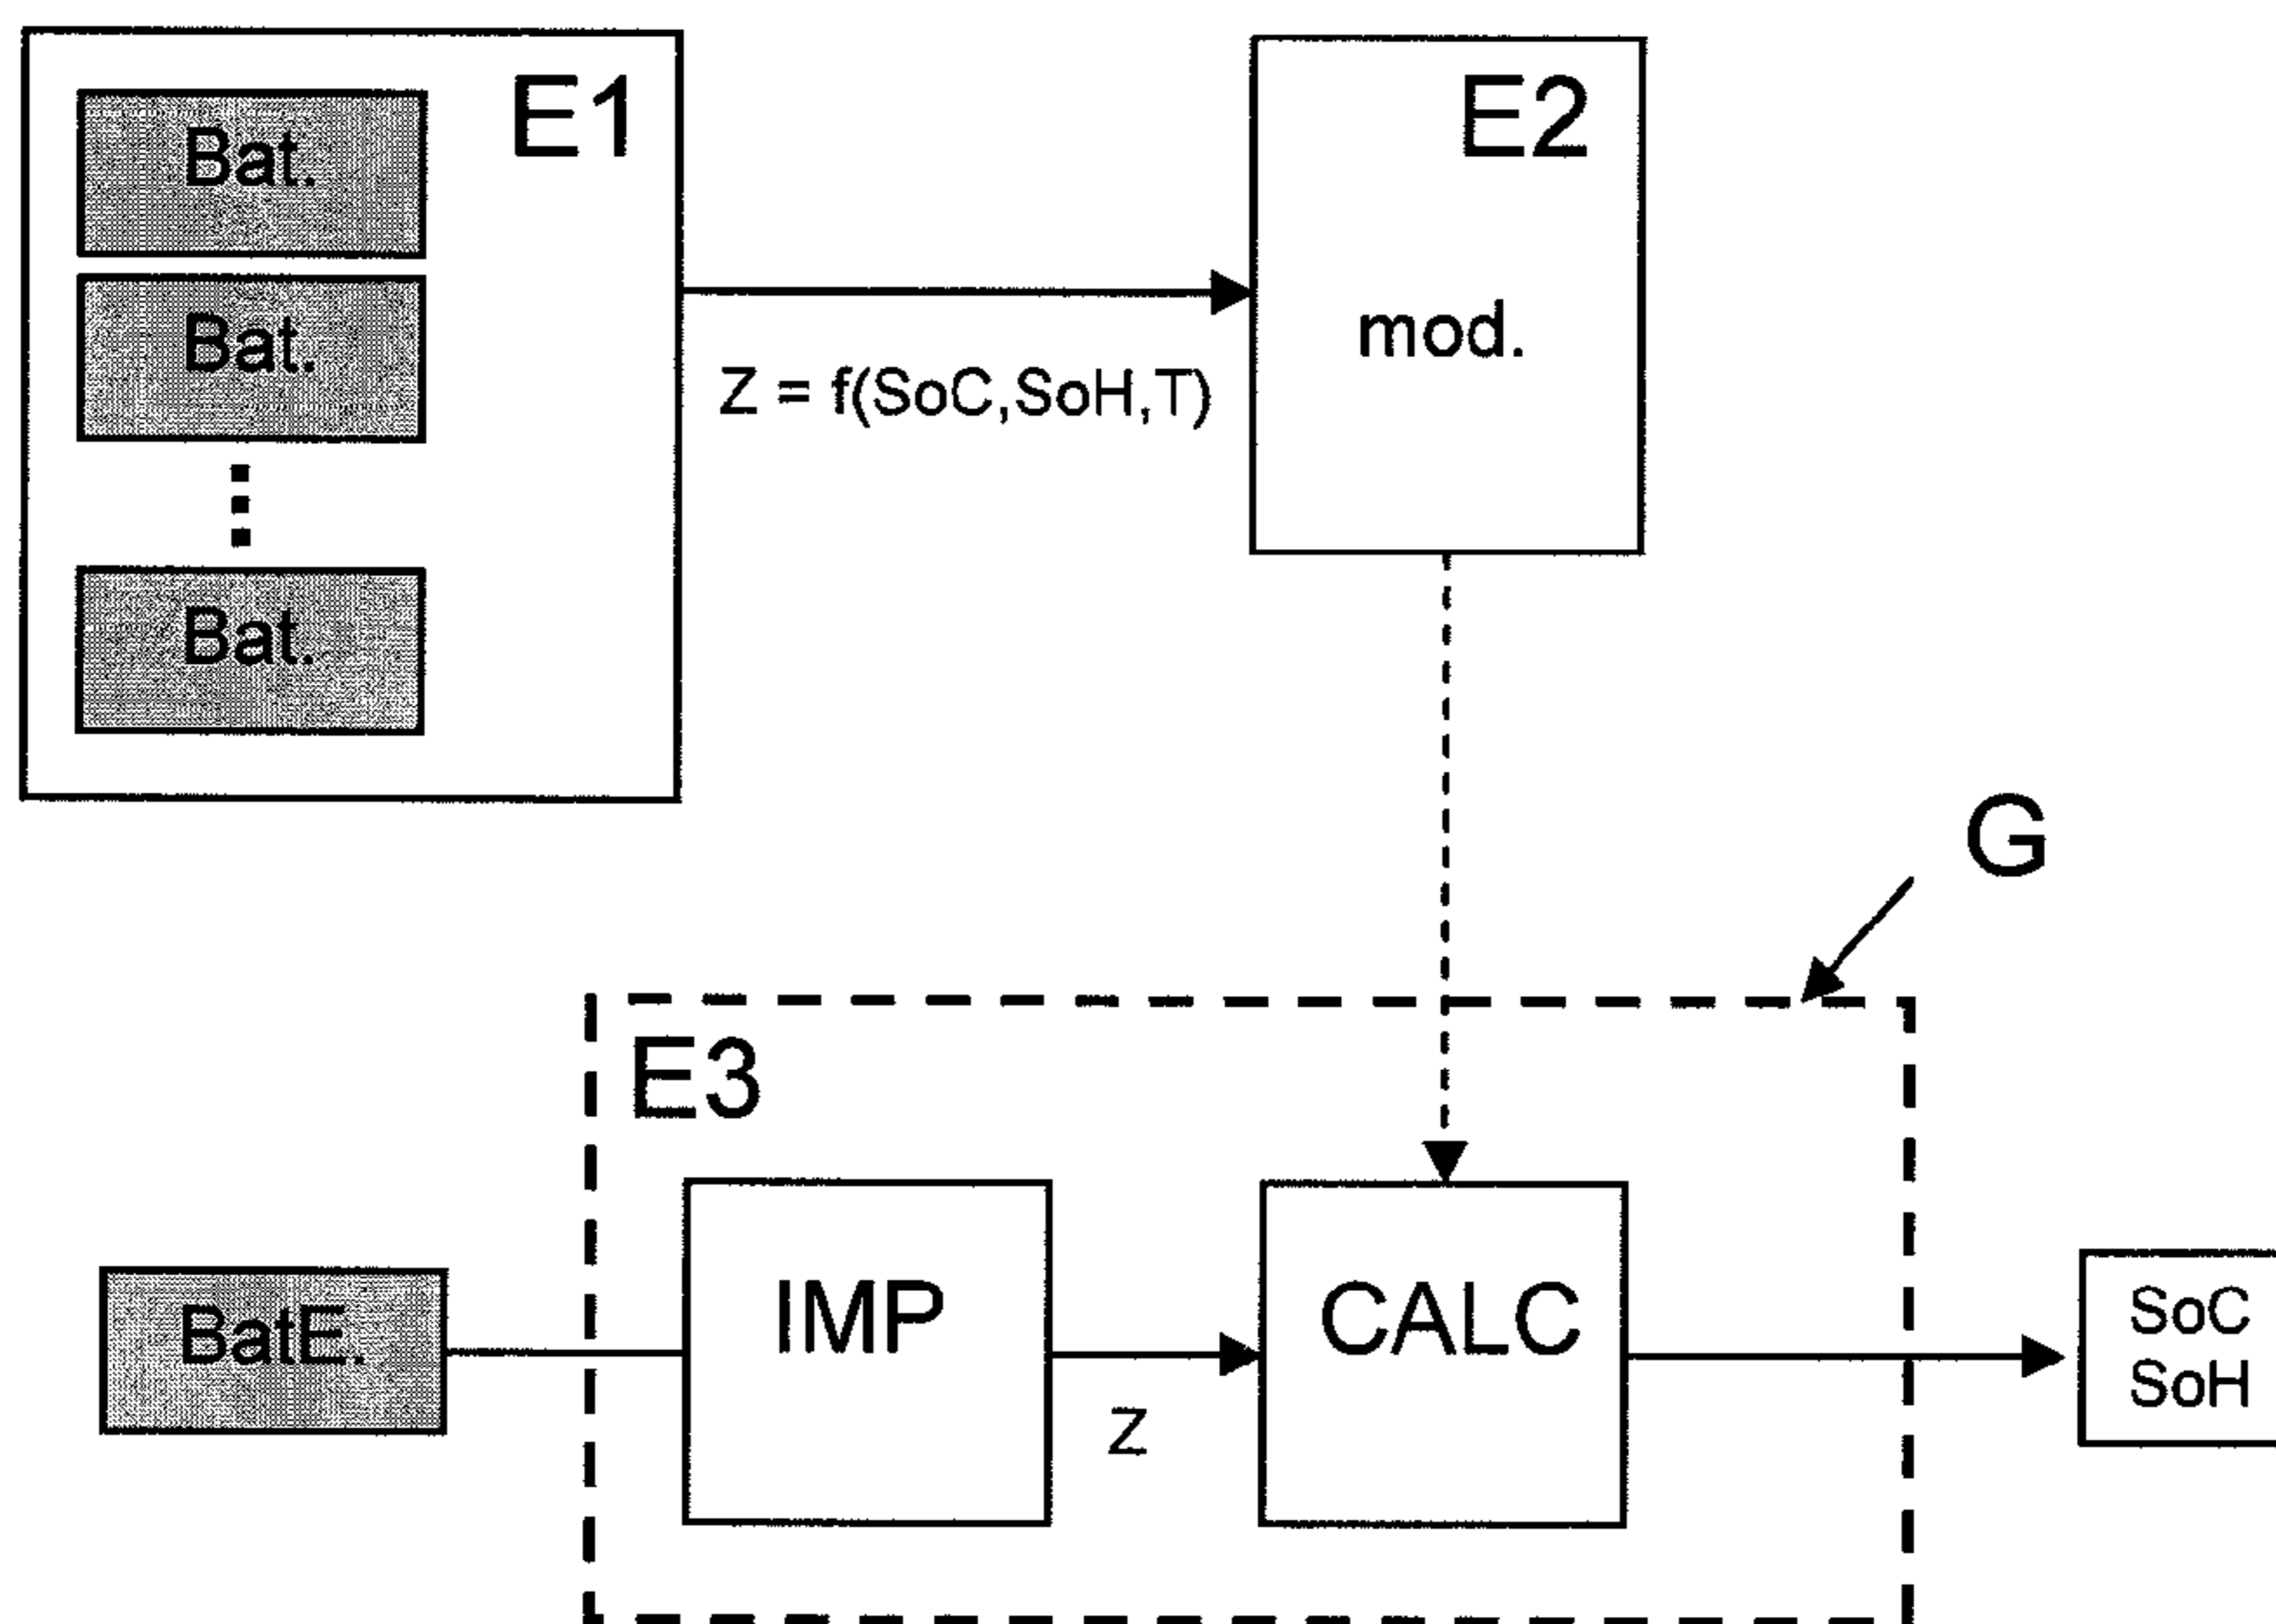 E1
Bat.
Bat.
Bat.
Z = f(SoC,SoH,T)
E2
mod.
G
E3
BatE.
IMP
Z
CALC
SoC
SoH